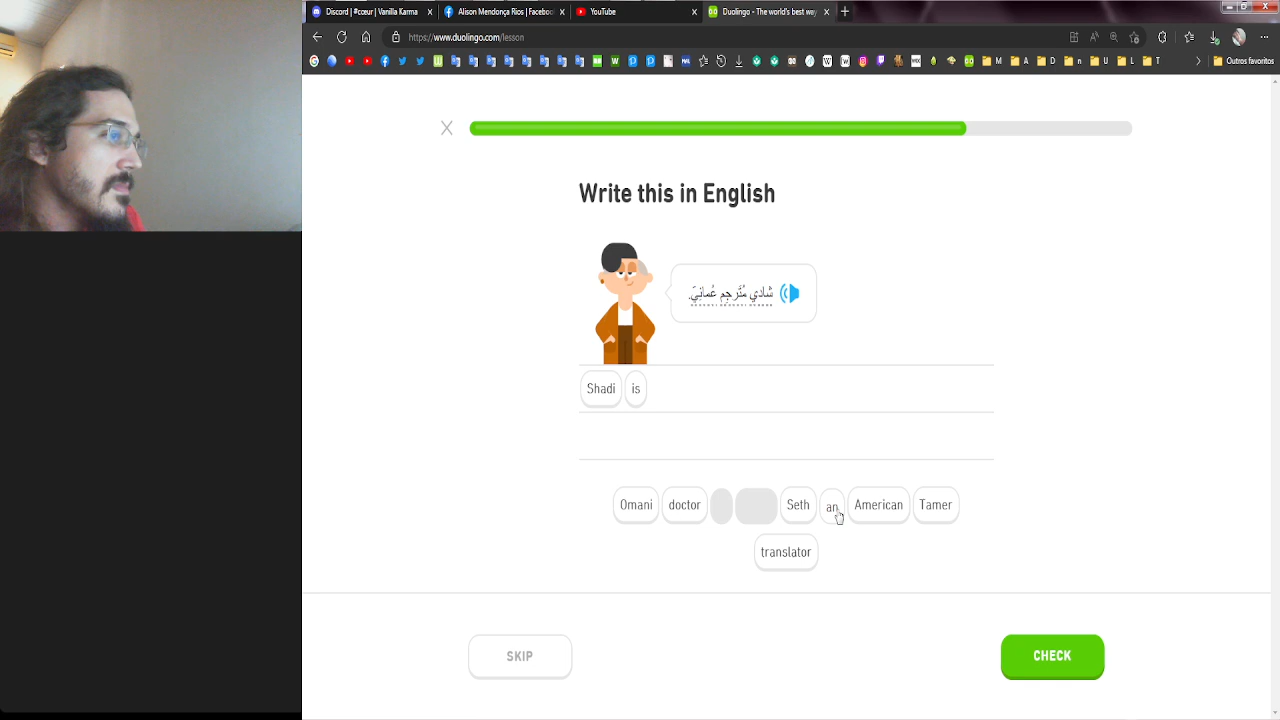 Discord | #cœur | Vanilla Karma
Alison Mendonça Rios | Faceboo
YouTube
Duolingo - The world's best way
https://www.duolingo.com/lesson
Outros favoritos
Write this in English
شادي مُتَرجِم عُمانِيّ.
Shadi is
Omani doctor Seth an American Tamer
translator
SKIP
CHECK